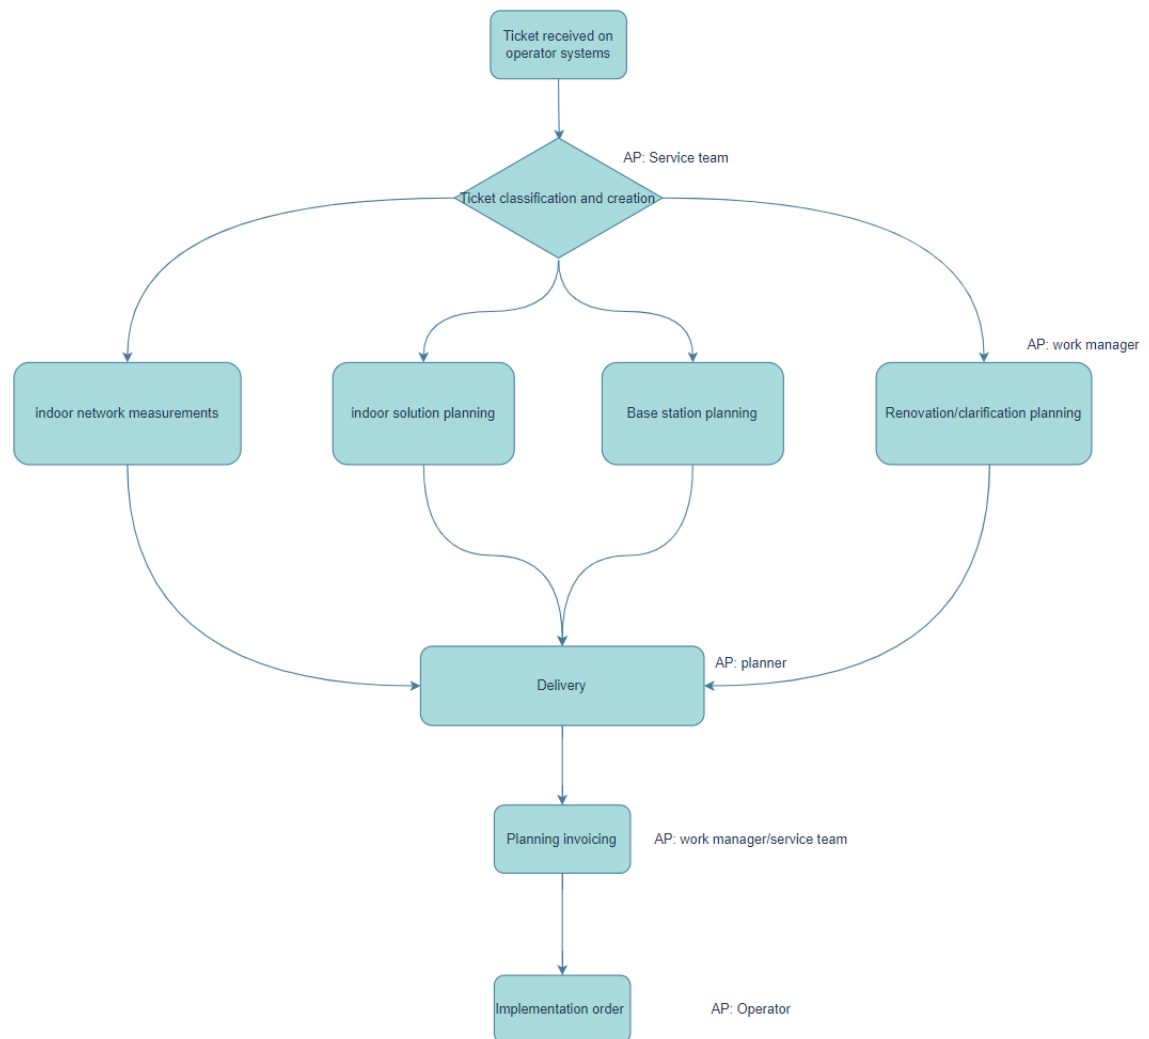 Ticket received on
operator systems
AP: Service team
Ticket classification and creation
AP: work manager
indoor network measurements
indoor solution planning
Base station planning
Renovation/clarification planning
AP: planner
Delivery
Planning invoicing
AP: work manager/service team
Implementation order
AP: Operator